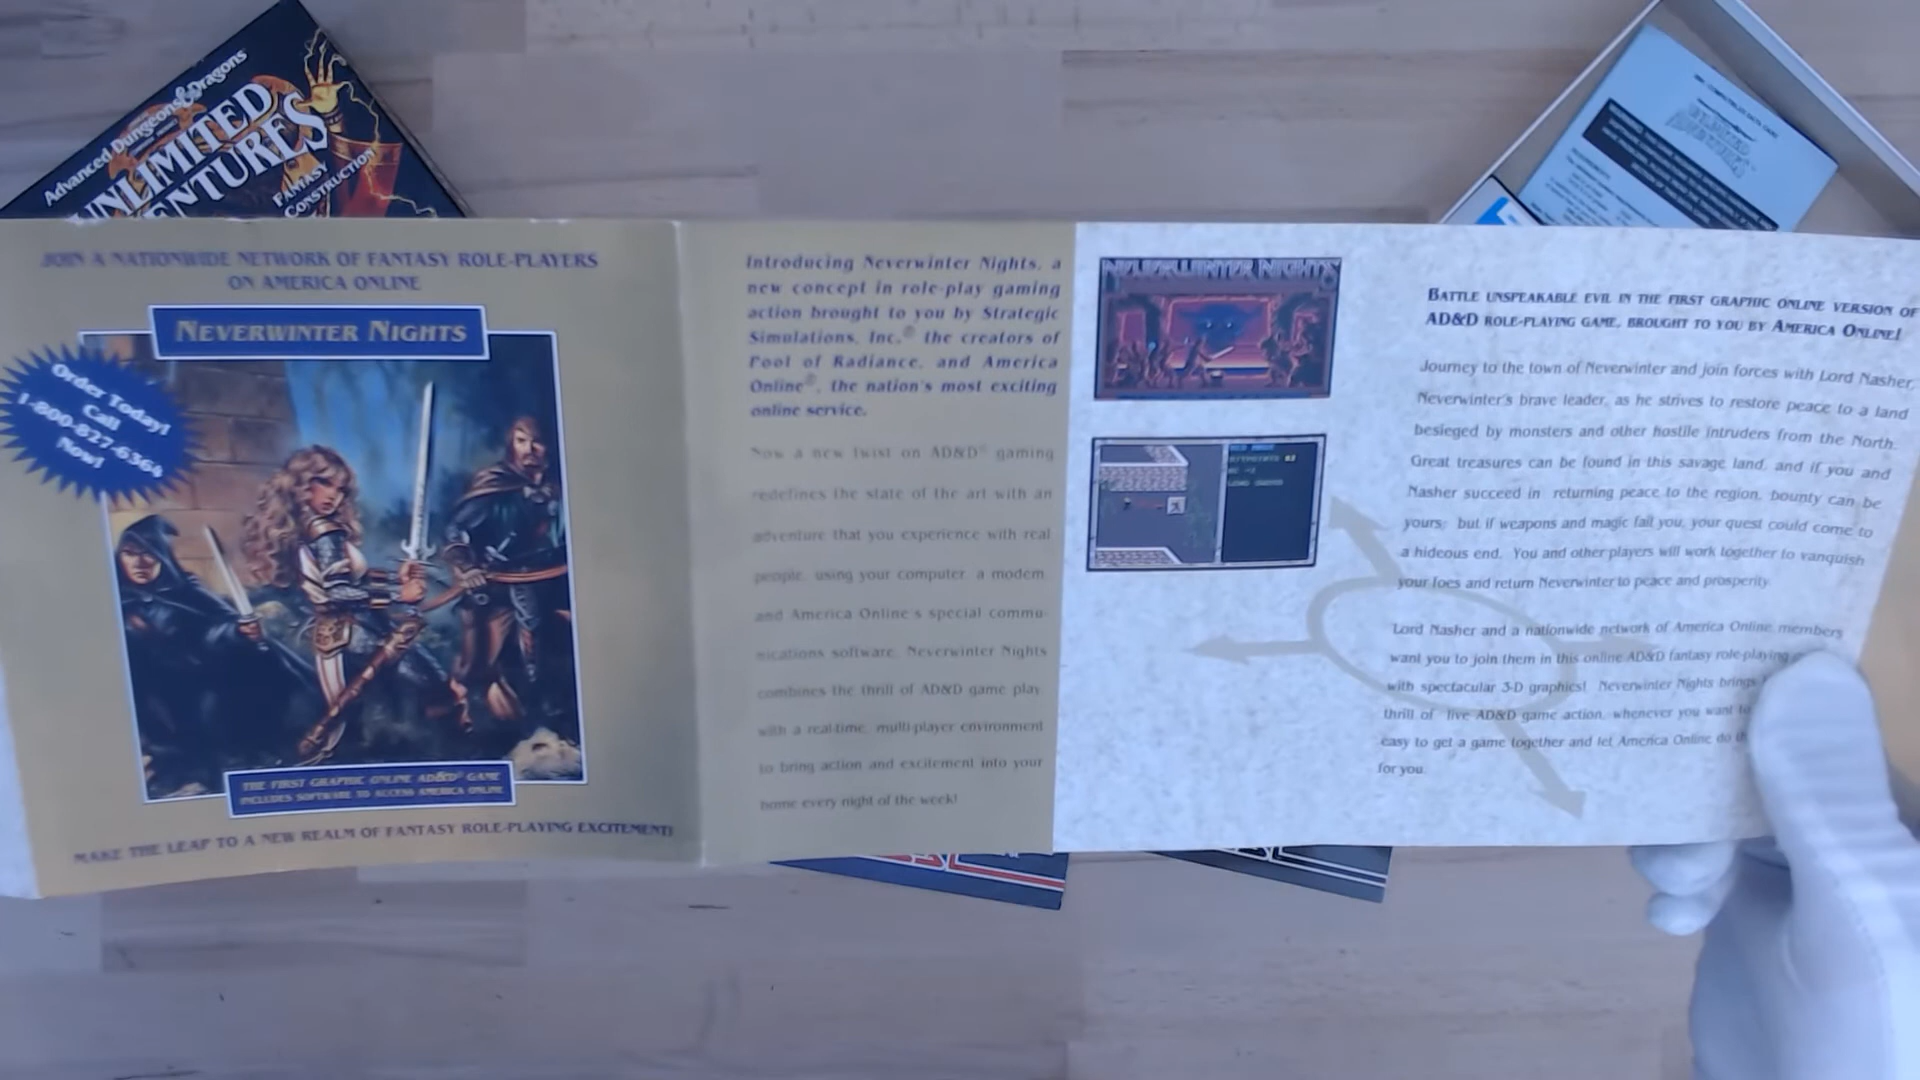 Advanced Dungeons & Dragons
UNLIMITED
ENTURES
FANTASY
CONSTRUCTION
JOIN A NATIONWIDE NETWORK OF FANTASY ROLE-PLAYERS
ON AMERICA ONLINE
NEVERWINTER NIGHTS
Order Today!
Call
1-800-827-6364
Now!
THE FIRST GRAPHIC ONLINE AD&D® GAME
INCLUDES SOFTWARE TO ACCESS AMERICA ONLINE
MAKE THE LEAP TO A NEW REALM OF FANTASY ROLE-PLAYING EXCITEMENT!
Introducing Neverwinter Nights, a
new concept in role-play gaming
action brought to you by Strategic
Simulations, Inc.® the creators of
Pool of Radiance, and America
Online®, the nation's most exciting
online service.
Now a new twist on AD&D® gaming
redefines the state of the art with an
adventure that you experience with real
people, using your computer, a modem
and America Online's special commu-
nications software. Neverwinter Nights
combines the thrill of AD&D game play
with a real-time, multi-player environment
to bring action and excitement into your
home every night of the week!
NEVERWINTER NIGHTS
BATTLE UNSPEAKABLE EVIL IN THE FIRST GRAPHIC ONLINE VERSION OF
AD&D ROLE-PLAYING GAME, BROUGHT TO YOU BY AMERICA ONLINE!
Journey to the town of Neverwinter and join forces with Lord Nasher,
Neverwinter's brave leader, as he strives to restore peace to a land
besieged by monsters and other hostile intruders from the North.
Great treasures can be found in this savage land, and if you and
Nasher succeed in returning peace to the region, bounty can be
yours; but if weapons and magic fail you, your quest could come to
a hideous end. You and other players will work together to vanquish
your foes and return Neverwinter to peace and prosperity.
Lord Nasher and a nationwide network of America Online members
want you to join them in this online AD&D fantasy role-playing
with spectacular 3-D graphics! Neverwinter Nights brings
thrill of live AD&D game action, whenever you want to
easy to get a game together and let America Online do th
for you.